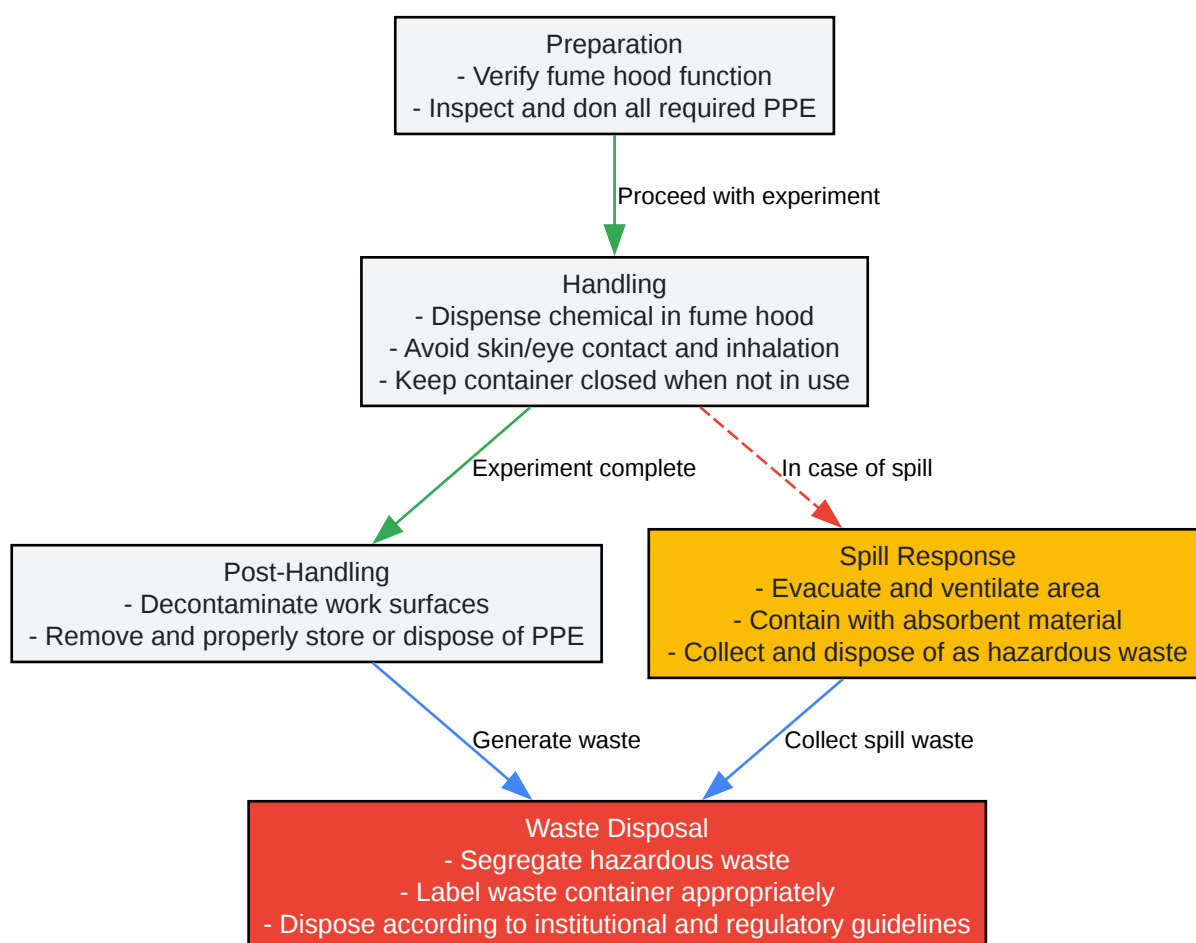 Preparation
- Verify fume hood function
- Inspect and don all required PPE
Proceed with experiment
Handling
- Dispense chemical in fume hood
- Avoid skin/eye contact and inhalation
- Keep container closed when not in use
Experiment complete
In case of spill
Post-Handling
- Decontaminate work surfaces
- Remove and properly store or dispose of PPE
Spill Response
- Evacuate and ventilate area
- Contain with absorbent material
- Collect and dispose of as hazardous waste
Generate waste
Collect spill waste
Waste Disposal
- Segregate hazardous waste
- Label waste container appropriately
- Dispose according to institutional and regulatory guidelines